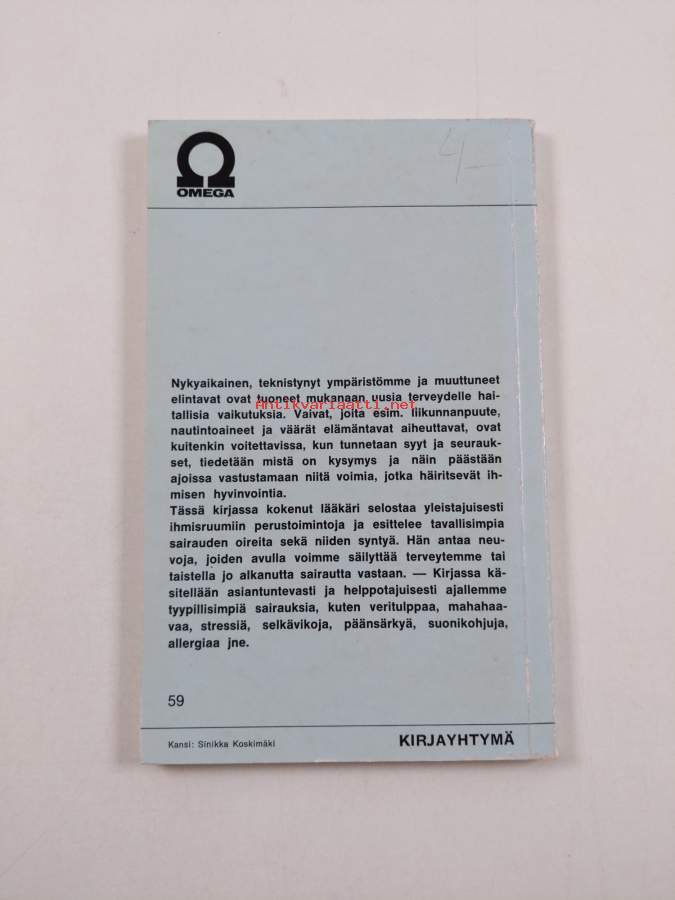 4,–
OMEGA
Nykyaikainen, teknistynyt ympäristömme ja muuttuneet
elintavat ovat tuoneet mukanaan uusia terveydelle hai-
Antikvariaatti.net
tallisia vaikutuksia. Vaivat, joita esim. liikunnanpuute,
nautintoaineet ja väärät elämäntavat aiheuttavat, ovat
kuitenkin voitettavissa, kun tunnetaan syyt ja seurauk-
set, tiedetään mistä on kysymys ja näin päästään
ajoissa vastustamaan niitä voimia, jotka häiritsevät ih-
misen hyvinvointia.
Tässä kirjassa kokenut lääkäri selostaa yleistajuisesti
ihmisruumiin perustoimintoja ja esittelee tavallisimpia
sairauden oireita sekä niiden syntyä. Hän antaa neu-
voja, joiden avulla voimme säilyttää terveytemme tai
taistella jo alkanutta sairautta vastaan. — Kirjassa kä-
sitellään asiantuntevasti ja helppotajuisesti ajallemme
tyypillisimpiä sairauksia, kuten veritulppaa, mahahaa-
vaa, stressiä, selkävikoja, päänsärkyä, suonikohjuja,
allergiaa jne.
59
Kansi: Sinikka Koskimäki
KIRJAYHTYMÄ